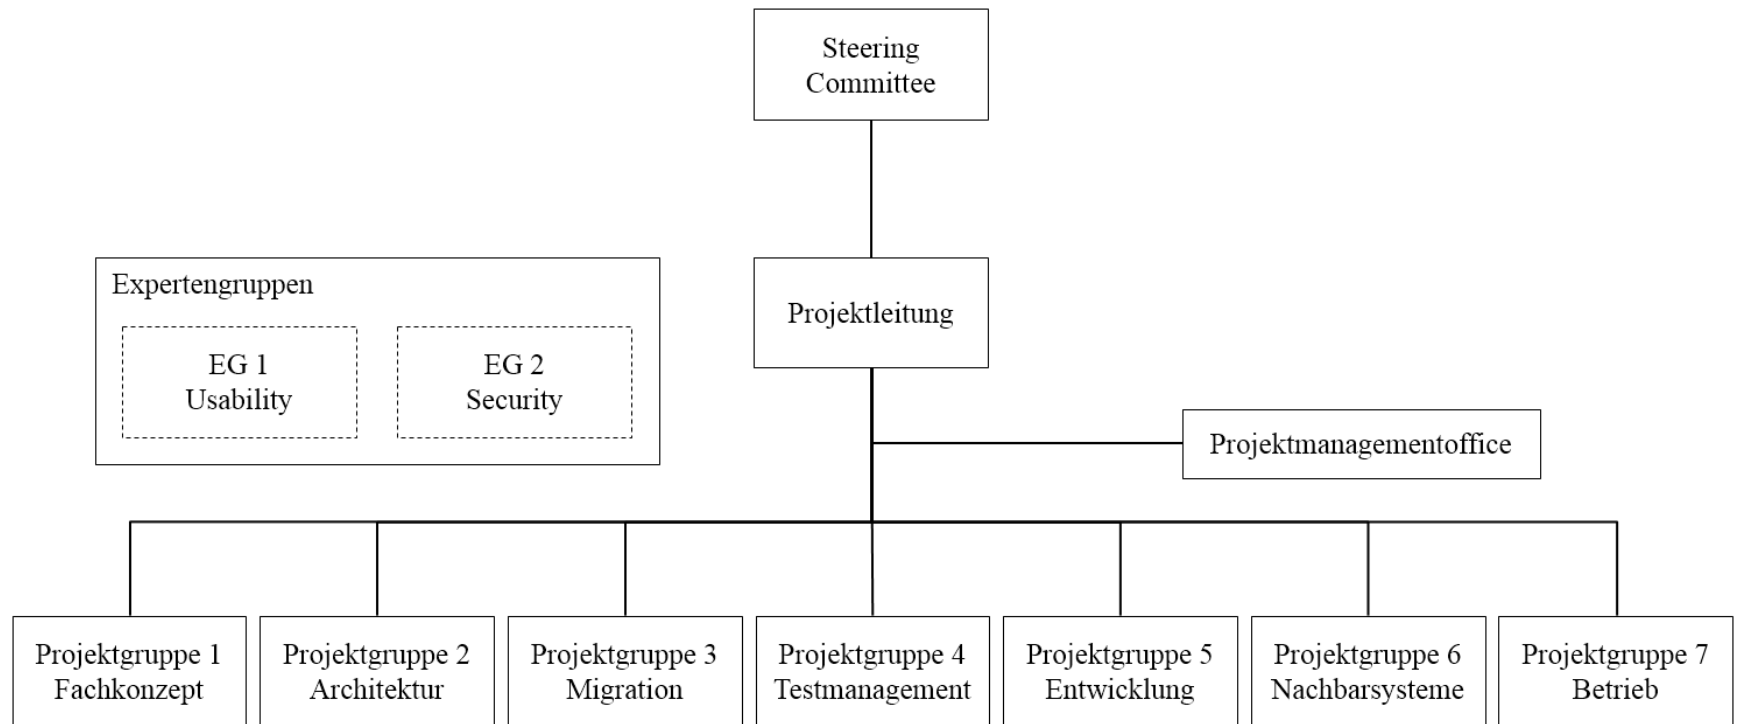 Steering
Committee
Expertengruppen
EG 1
Usability
EG 2
Security
Projektleitung
Projektmanagementoffice
Projektgruppe 1
Fachkonzept
Projektgruppe 2
Architektur
Projektgruppe 3
Migration
Projektgruppe 4
Testmanagement
Projektgruppe 5
Entwicklung
Projektgruppe 6
Nachbarsysteme
Projektgruppe 7
Betrieb